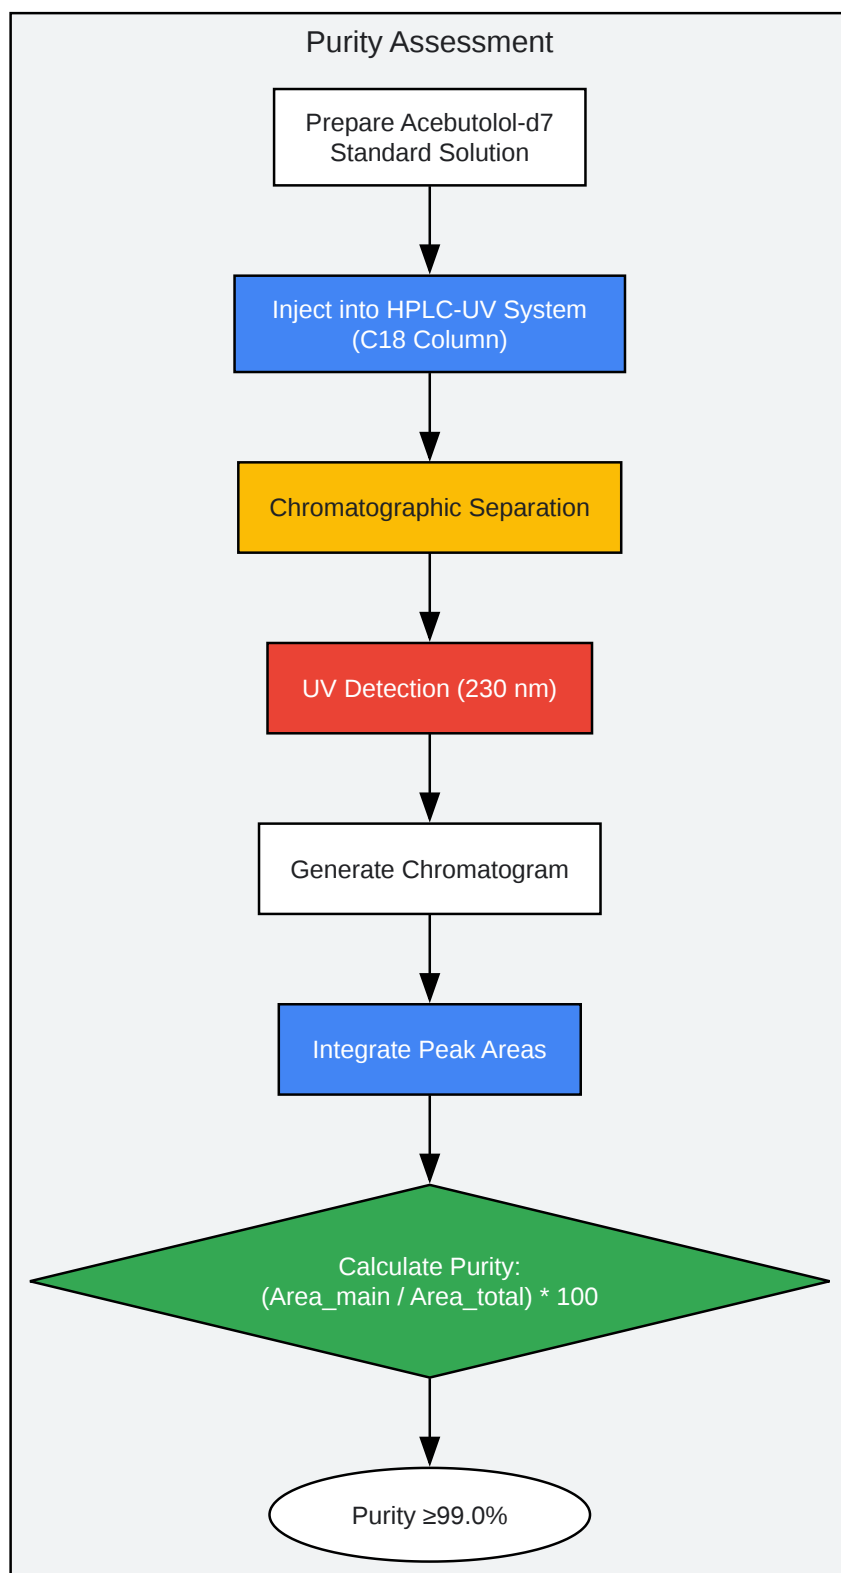 Purity Assessment
Prepare Acebutolol-d7
Standard Solution
Inject into HPLC-UV System
(C18 Column)
Chromatographic Separation
UV Detection (230 nm)
Generate Chromatogram
Integrate Peak Areas
Calculate Purity:
(Area_main / Area_total) * 100
Purity ≥99.0%